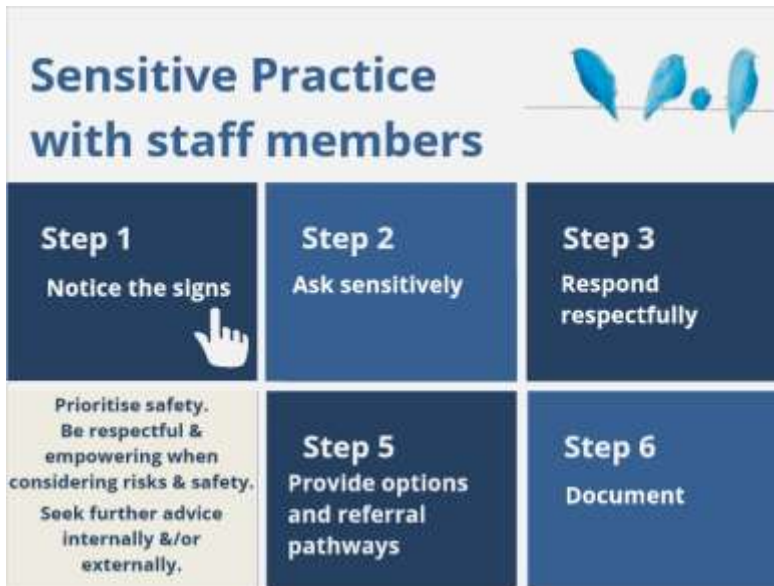 Sensitive Practice
with staff members
Step 1
Notice the signs
Step 2
Ask sensitively
Step 3
Respond
respectfully
Prioritise safety.
Be respectful &
empowering when
considering risks & safety.
Seek further advice
internally &/or
externally.
Step 5
Provide options
and referral
pathways
Step 6
Document